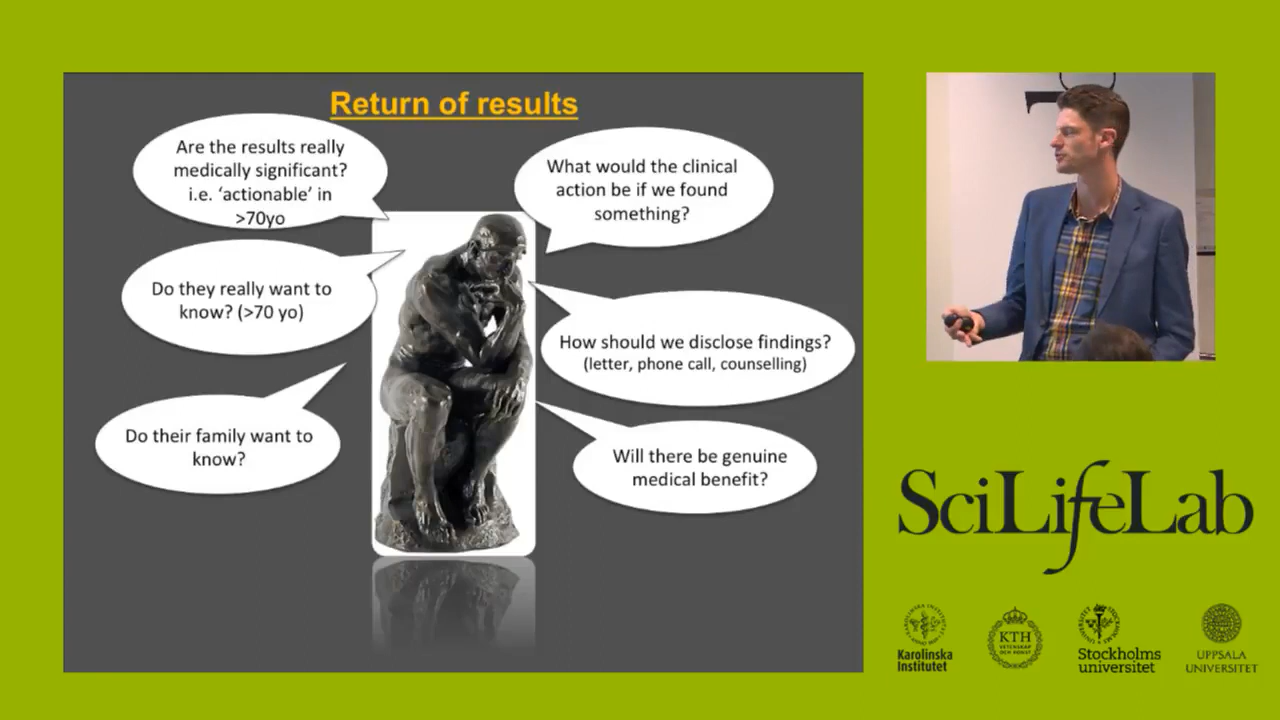 Return of results
Are the results really
medically significant?
i.e. ‘actionable’ in
>70yo
What would the clinical
action be if we found
something?
Do they really want to
know? (>70 yo)
How should we disclose findings?
(letter, phone call, counselling)
Do their family want to
know?
Will there be genuine
medical benefit?
SciLifeLab
Karolinska
Institutet
KTH
VETENSKAP
OCH KONST
Stockholms
universitet
UPPSALA
UNIVERSITET